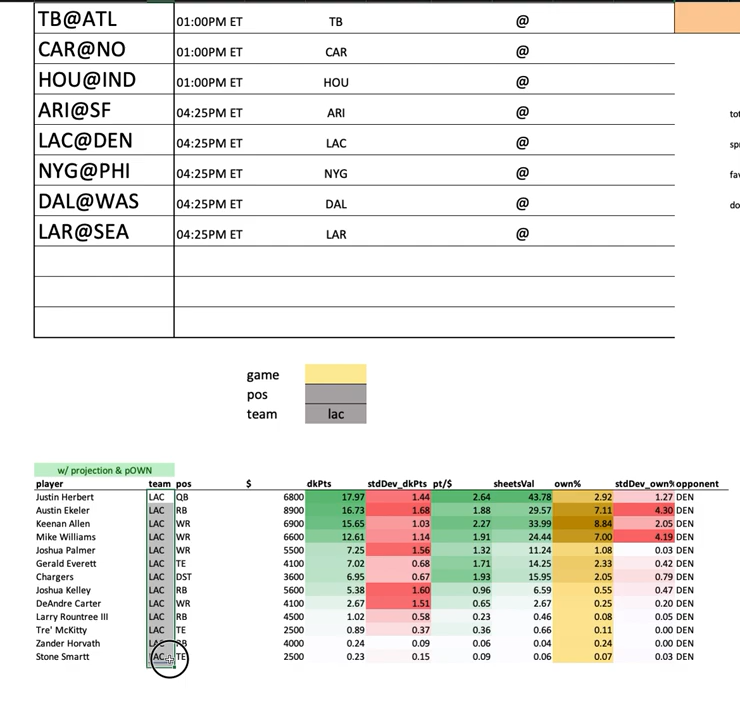 TB@ATL 01:00PM ET TB @
CAR@NO 01:00PM ET CAR @
HOU@IND 01:00PM ET HOU @
ARI@SF 04:25PM ET ARI @
tot
LAC@DEN 04:25PM ET LAC @
spr
NYG@PHI 04:25PM ET NYG @
fav
DAL@WAS 04:25PM ET DAL @
do
LAR@SEA 04:25PM ET LAR @
game
pos
team lac
w/ projection & pOWN
player team pos $ dkPts stdDev_dkPts pt/$ sheetsVal own% stdDev_own% opponent
Justin Herbert LAC QB 6800 17.97 1.44 2.64 43.78 2.92 1.27 DEN
Austin Ekeler LAC RB 8900 16.73 1.68 1.88 29.57 7.11 4.30 DEN
Keenan Allen LAC WR 6900 15.65 1.03 2.27 33.99 8.84 2.05 DEN
Mike Williams LAC WR 6600 12.61 1.14 1.91 24.44 7.00 4.19 DEN
Joshua Palmer LAC WR 5500 7.25 1.56 1.32 11.24 1.08 0.03 DEN
Gerald Everett LAC TE 4100 7.02 0.68 1.71 14.25 2.33 0.42 DEN
Chargers LAC DST 3600 6.95 0.67 1.93 15.95 2.05 0.79 DEN
Joshua Kelley LAC RB 5600 5.38 1.60 0.96 6.59 0.55 0.47 DEN
DeAndre Carter LAC WR 4100 2.67 1.51 0.65 2.67 0.25 0.20 DEN
Larry Rountree III LAC RB 4500 1.02 0.58 0.23 0.46 0.08 0.05 DEN
Tre' McKitty LAC TE 2500 0.89 0.37 0.36 0.66 0.11 0.00 DEN
Zander Horvath LAC RB 4000 0.24 0.09 0.06 0.04 0.24 0.00 DEN
Stone Smartt LAC TE 2500 0.23 0.15 0.09 0.06 0.07 0.03 DEN